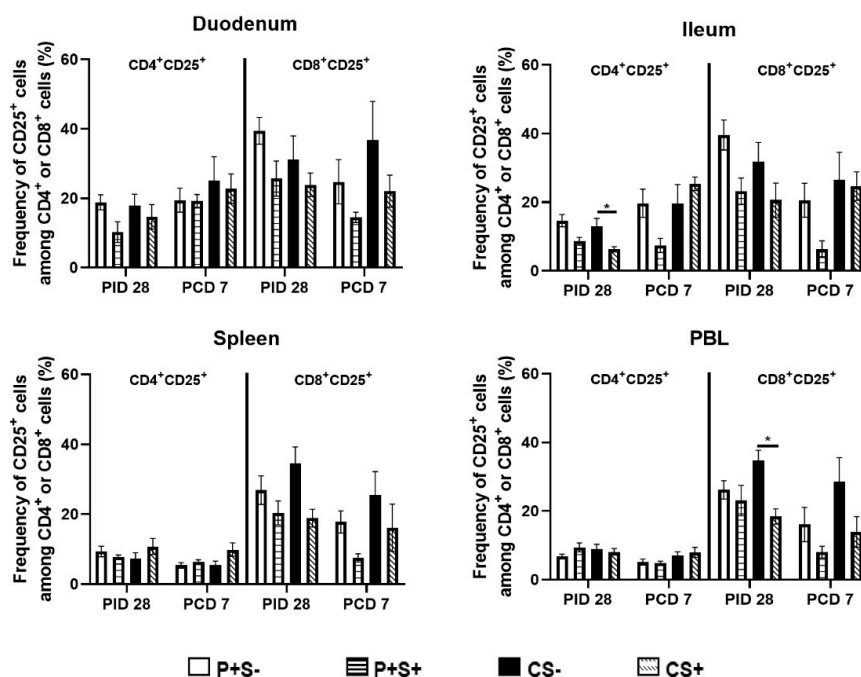 Duodenum
Frequency of CD25⁺ cells
among CD4⁺ or CD8⁺ cells (%)
60
40
20
0
CD4⁺CD25⁺
CD8⁺CD25⁺
PID 28
PCD 7
PID 28
PCD 7
Ileum
Frequency of CD25⁺ cells
among CD4⁺ or CD8⁺ cells (%)
60
40
20
0
CD4⁺CD25⁺
CD8⁺CD25⁺
*
PID 28
PCD 7
PID 28
PCD 7
Spleen
Frequency of CD25⁺ cells
among CD4⁺ or CD8⁺ cells (%)
60
40
20
0
CD4⁺CD25⁺
CD8⁺CD25⁺
PID 28
PCD 7
PID 28
PCD 7
PBL
Frequency of CD25⁺ cells
among CD4⁺ or CD8⁺ cells (%)
60
40
20
0
CD4⁺CD25⁺
CD8⁺CD25⁺
*
PID 28
PCD 7
PID 28
PCD 7
P+S-
P+S+
CS-
CS+